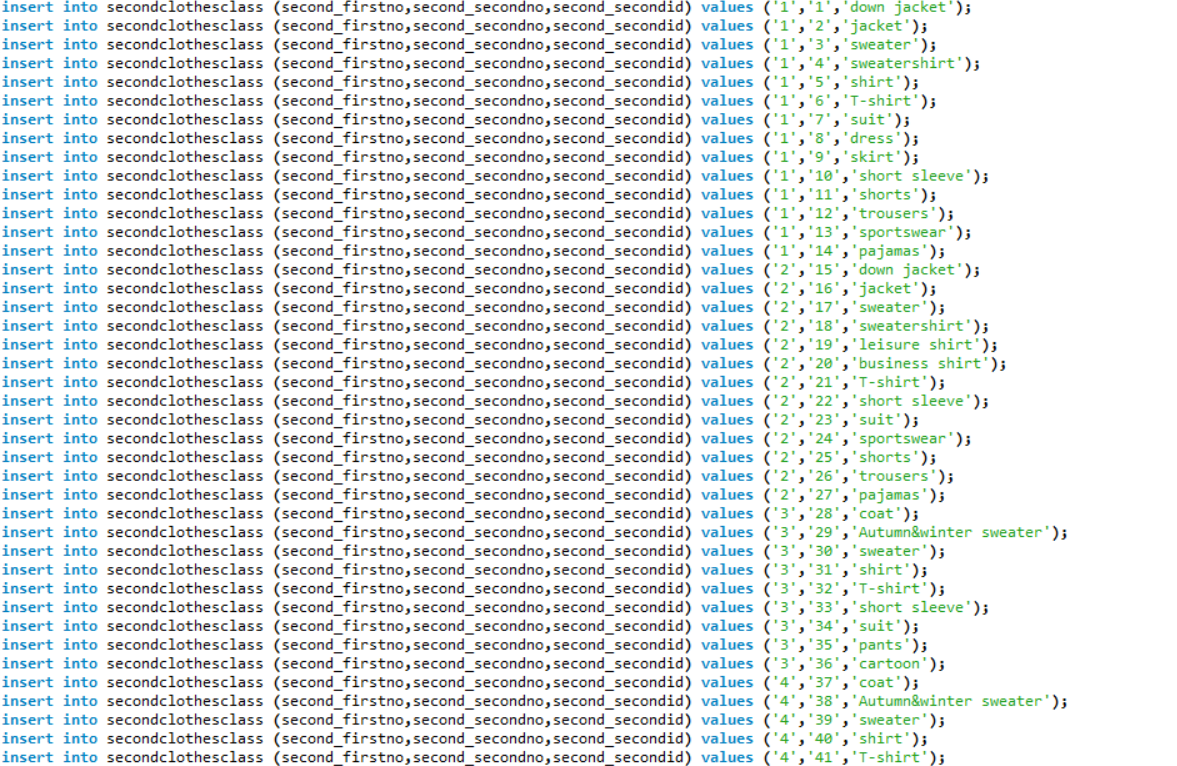 insert into secondclothesclass (second_firstno,second_secondno,second_secondid) values ('1','1','down jacket');
insert into secondclothesclass (second_firstno,second_secondno,second_secondid) values ('1','2','jacket');
insert into secondclothesclass (second_firstno,second_secondno,second_secondid) values ('1','3','sweater');
insert into secondclothesclass (second_firstno,second_secondno,second_secondid) values ('1','4','sweatershirt');
insert into secondclothesclass (second_firstno,second_secondno,second_secondid) values ('1','5','shirt');
insert into secondclothesclass (second_firstno,second_secondno,second_secondid) values ('1','6','T-shirt');
insert into secondclothesclass (second_firstno,second_secondno,second_secondid) values ('1','7','suit');
insert into secondclothesclass (second_firstno,second_secondno,second_secondid) values ('1','8','dress');
insert into secondclothesclass (second_firstno,second_secondno,second_secondid) values ('1','9','skirt');
insert into secondclothesclass (second_firstno,second_secondno,second_secondid) values ('1','10','short sleeve');
insert into secondclothesclass (second_firstno,second_secondno,second_secondid) values ('1','11','shorts');
insert into secondclothesclass (second_firstno,second_secondno,second_secondid) values ('1','12','trousers');
insert into secondclothesclass (second_firstno,second_secondno,second_secondid) values ('1','13','sportswear');
insert into secondclothesclass (second_firstno,second_secondno,second_secondid) values ('1','14','pajamas');
insert into secondclothesclass (second_firstno,second_secondno,second_secondid) values ('2','15','down jacket');
insert into secondclothesclass (second_firstno,second_secondno,second_secondid) values ('2','16','jacket');
insert into secondclothesclass (second_firstno,second_secondno,second_secondid) values ('2','17','sweater');
insert into secondclothesclass (second_firstno,second_secondno,second_secondid) values ('2','18','sweatershirt');
insert into secondclothesclass (second_firstno,second_secondno,second_secondid) values ('2','19','leisure shirt');
insert into secondclothesclass (second_firstno,second_secondno,second_secondid) values ('2','20','business shirt');
insert into secondclothesclass (second_firstno,second_secondno,second_secondid) values ('2','21','T-shirt');
insert into secondclothesclass (second_firstno,second_secondno,second_secondid) values ('2','22','short sleeve');
insert into secondclothesclass (second_firstno,second_secondno,second_secondid) values ('2','23','suit');
insert into secondclothesclass (second_firstno,second_secondno,second_secondid) values ('2','24','sportswear');
insert into secondclothesclass (second_firstno,second_secondno,second_secondid) values ('2','25','shorts');
insert into secondclothesclass (second_firstno,second_secondno,second_secondid) values ('2','26','trousers');
insert into secondclothesclass (second_firstno,second_secondno,second_secondid) values ('2','27','pajamas');
insert into secondclothesclass (second_firstno,second_secondno,second_secondid) values ('3','28','coat');
insert into secondclothesclass (second_firstno,second_secondno,second_secondid) values ('3','29','Autumn&winter sweater');
insert into secondclothesclass (second_firstno,second_secondno,second_secondid) values ('3','30','sweater');
insert into secondclothesclass (second_firstno,second_secondno,second_secondid) values ('3','31','shirt');
insert into secondclothesclass (second_firstno,second_secondno,second_secondid) values ('3','32','T-shirt');
insert into secondclothesclass (second_firstno,second_secondno,second_secondid) values ('3','33','short sleeve');
insert into secondclothesclass (second_firstno,second_secondno,second_secondid) values ('3','34','suit');
insert into secondclothesclass (second_firstno,second_secondno,second_secondid) values ('3','35','pants');
insert into secondclothesclass (second_firstno,second_secondno,second_secondid) values ('3','36','cartoon');
insert into secondclothesclass (second_firstno,second_secondno,second_secondid) values ('4','37','coat');
insert into secondclothesclass (second_firstno,second_secondno,second_secondid) values ('4','38','Autumn&winter sweater');
insert into secondclothesclass (second_firstno,second_secondno,second_secondid) values ('4','39','sweater');
insert into secondclothesclass (second_firstno,second_secondno,second_secondid) values ('4','40','shirt');
insert into secondclothesclass (second_firstno,second_secondno,second_secondid) values ('4','41','T-shirt');